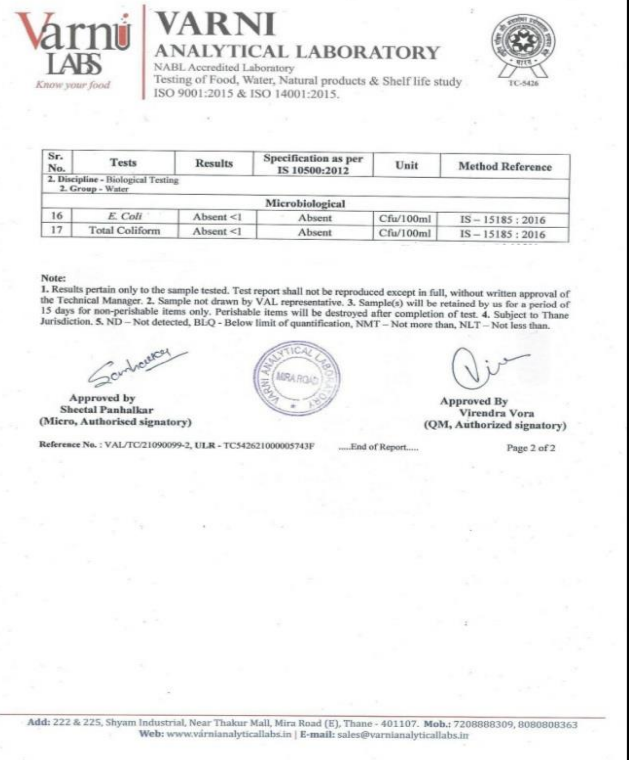 Varni
LABS
Know your food
VARNI
ANALYTICAL LABORATORY
NABL Accredited Laboratory
Testing of Food, Water, Natural products & Shelf life study
ISO 9001:2015 & ISO 14001:2015.
TC-5426
Sr. No. Tests Results Specification as per IS 10500:2012 Unit Method Reference
2. Discipline - Biological Testing
2. Group - Water
Microbiological
16 E. Coli Absent <1 Absent Cfu/100ml IS – 15185 : 2016
17 Total Coliform Absent <1 Absent Cfu/100ml IS – 15185 : 2016
Note:
1. Results pertain only to the sample tested. Test report shall not be reproduced except in full, without written approval of
the Technical Manager. 2. Sample not drawn by VAL representative. 3. Sample(s) will be retained by us for a period of
15 days for non-perishable items only. Perishable items will be destroyed after completion of test. 4. Subject to Thane
Jurisdiction. 5. ND – Not detected, BLQ - Below limit of quantification, NMT – Not more than, NLT – Not less than.
VARNI ANALYTICAL LABORATORY
MIRA ROAD
Approved by
Sheetal Panhalkar
(Micro, Authorised signatory)
Approved By
Virendra Vora
(QM, Authorized signatory)
Reference No. : VAL/TC/21090099-2, ULR - TC542621000005743F .....End of Report..... Page 2 of 2
Add: 222 & 225, Shyam Industrial, Near Thakur Mall, Mira Road (E), Thane - 401107. Mob.: 7208888309, 8080808363
Web: www.varnianalyticallabs.in | E-mail: sales@varnianalyticallabs.in